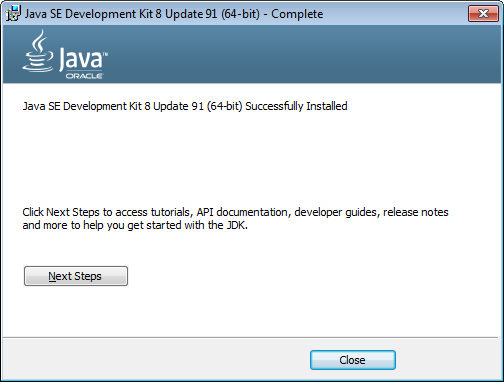 Java SE Development Kit 8 Update 91 (64-bit) - Complete
Java™
ORACLE
Java SE Development Kit 8 Update 91 (64-bit) Successfully Installed
Click Next Steps to access tutorials, API documentation, developer guides, release notes
and more to help you get started with the JDK.
Next Steps
Close